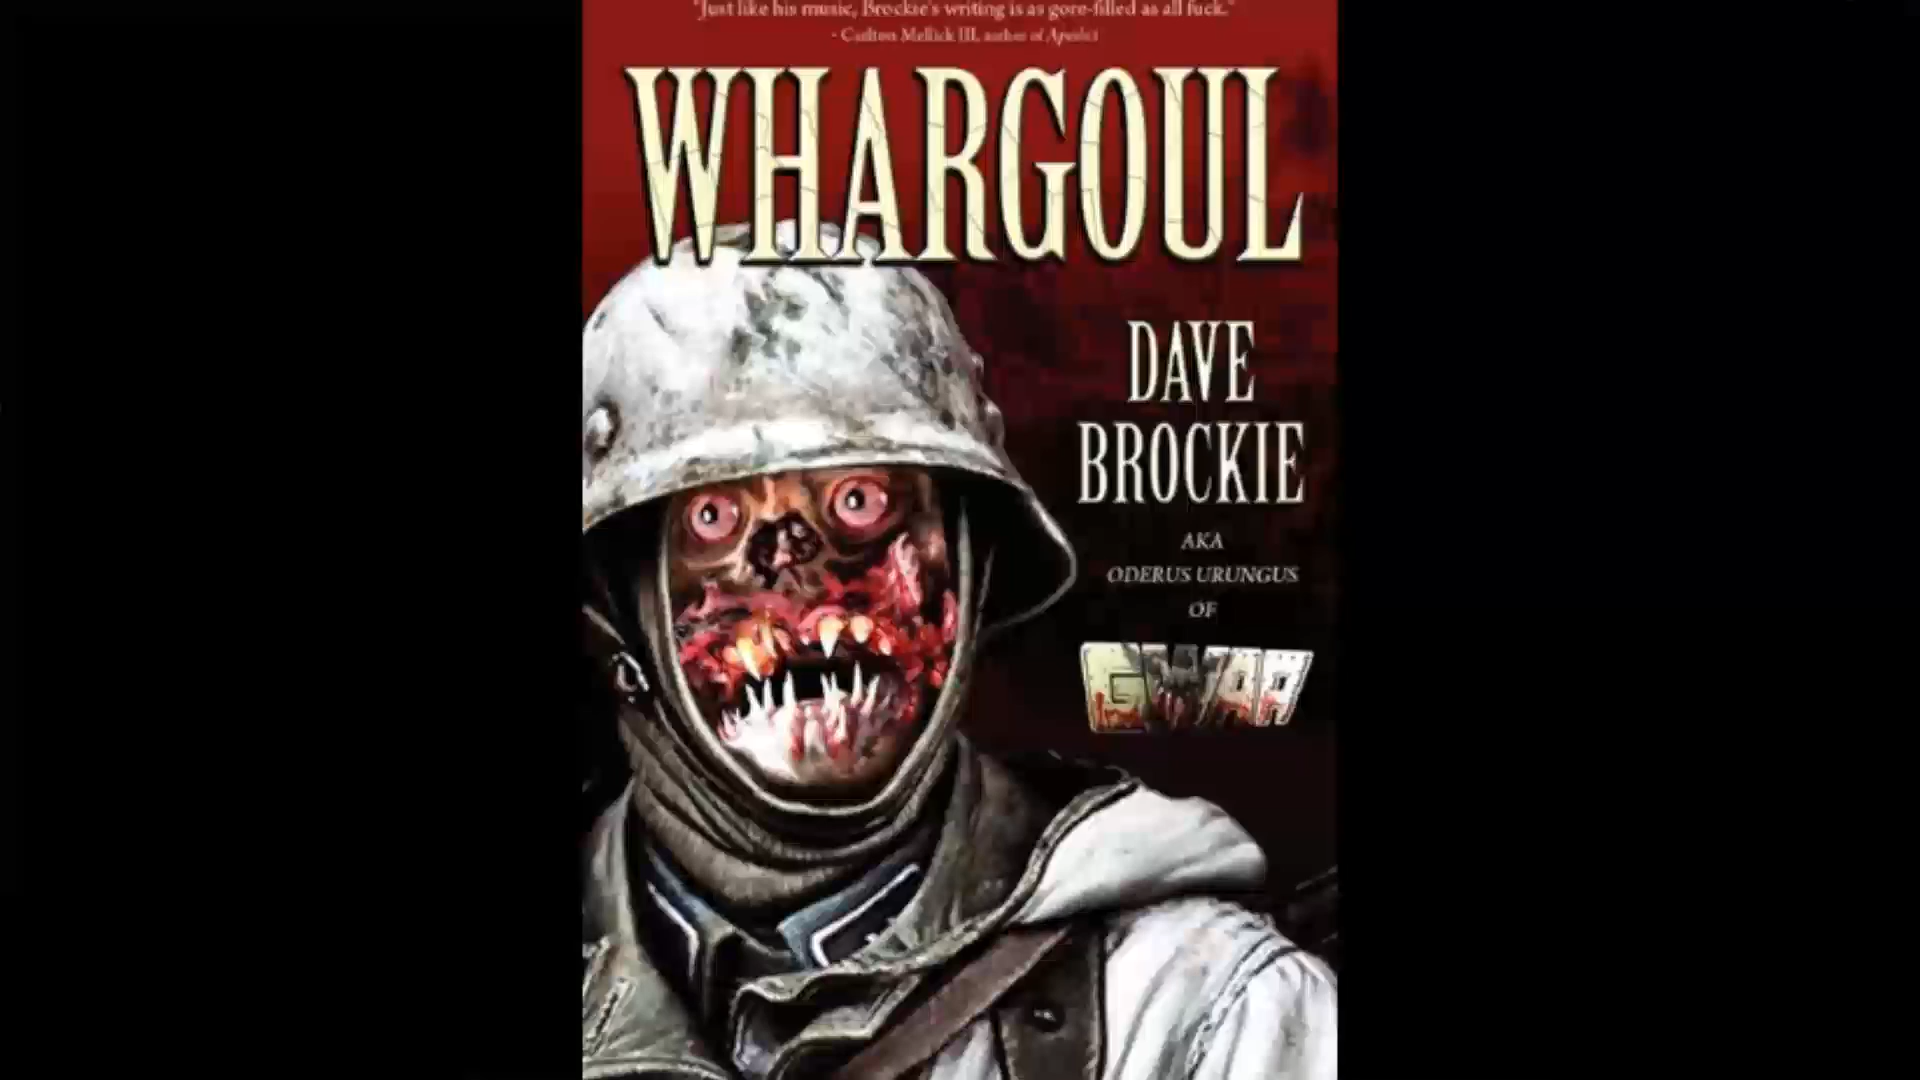 "Just like his music, Brockie's writing is as gore-filled as all fuck."
- Carlton Mellick III, author of Apeshit
WHARGOUL
DAVE
BROCKIE
AKA
ODERUS URUNGUS
OF
GWAR